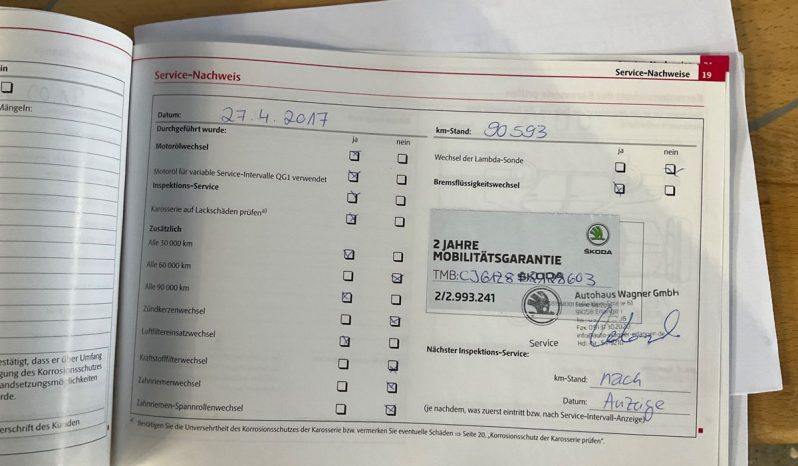 in
Mängeln:
Service-Nachweis
Service-Nachweise 19
Datum: 27.4.2017
km-Stand: 90593
Durchgeführt wurde: ja nein
ja nein
Motorölwechsel
Wechsel der Lambda-Sonde
Motoröl für variable Service-Intervalle QG1 verwendet
Bremsflüssigkeitswechsel
Inspektions-Service
Karosserie auf Lackschäden prüfen a)
Zusätzlich
Alle 30 000 km
Alle 60 000 km
Alle 90 000 km
Zündkerzenwechsel
Luftfiltereinsatzwechsel
Kraftstofffilterwechsel
Zahnriemenwechsel
Zahnriemen-Spannrollenwechsel
2 JAHRE
MOBILITÄTSGARANTIE
ŠKODA
TMB:
2/2.993.241
ŠKODA
Autohaus Wagner GmbH
Service
Nächster Inspektions-Service:
km-Stand: nach
Datum: Anzeige
(je nachdem, was zuerst eintritt bzw. nach Service-Intervall-Anzeige)
a) Bestätigen Sie die Unversehrtheit des Korrosionsschutzes der Karosserie bzw. vermerken Sie eventuelle Schäden ⇒ Seite 20, „Korrosionsschutz der Karosserie prüfen".
estätigt, dass er über Umfang
gung des Korrosionsschutzes
andsetzungsmöglichkeiten
rde.
erschrift des Kunden